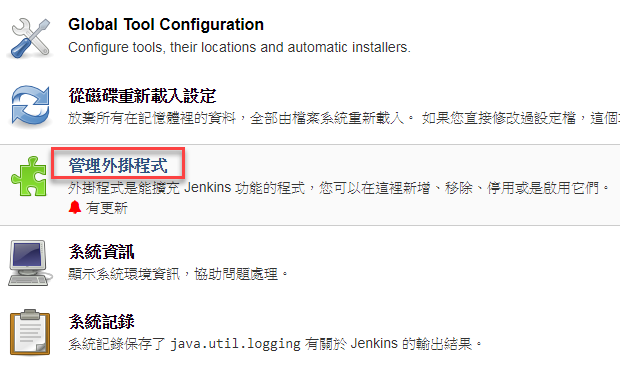 Global Tool Configuration
Configure tools, their locations and automatic installers.
從磁碟重新載入設定
放棄所有在記憶體裡的資料，全部由檔案系統重新載入。 如果您直接修改過設定檔，這個
管理外掛程式
外掛程式是能擴充 Jenkins 功能的程式，您可以在這裡新增、移除、停用或是啟用它們。
有更新
系統資訊
顯示系統環境資訊，協助問題處理。
系統記錄
系統記錄保存了 java.util.logging 有關於 Jenkins 的輸出結果。